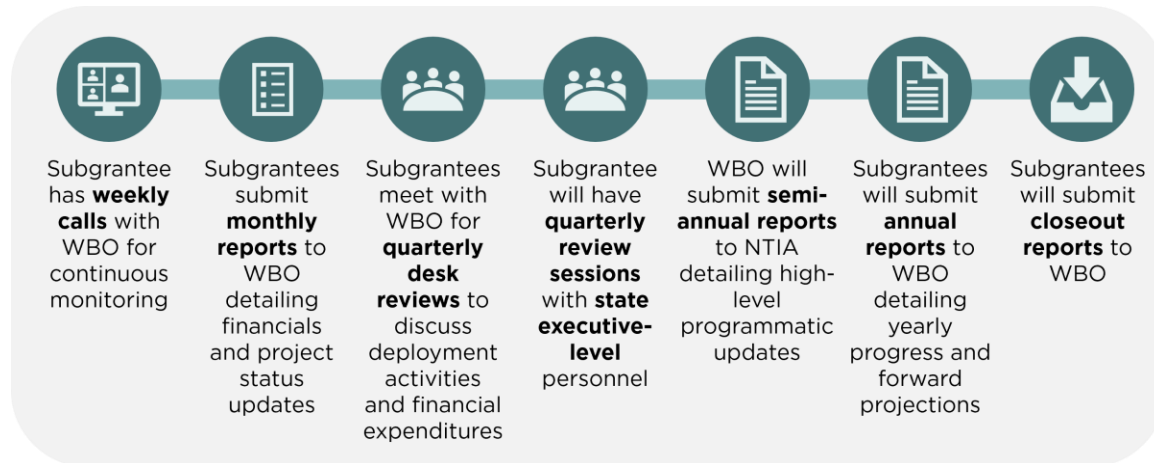 Subgrantee
has weekly
calls with
WBO for
continuous
monitoring
Subgrantees
submit
monthly
reports to
WBO
detailing
financials
and project
status
updates
Subgrantees
meet with
WBO for
quarterly
desk
reviews to
discuss
deployment
activities
and financial
expenditures
Subgrantee
will have
quarterly
review
sessions
with state
executive-
level
personnel
WBO will
submit semi-
annual reports
to NTIA
detailing high-
level
programmatic
updates
Subgrantees
will submit
annual
reports to
WBO
detailing
yearly
progress and
forward
projections
Subgrantees
will submit
closeout
reports to
WBO